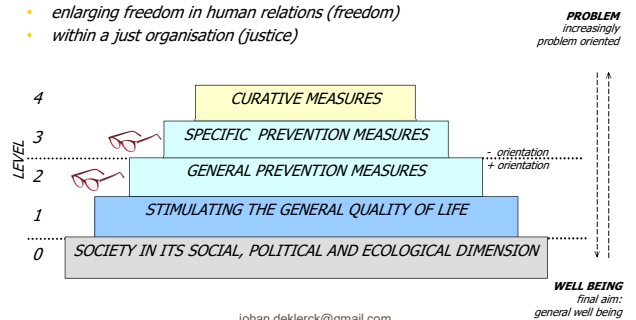 • enlarging freedom in human relations (freedom)
• within a just organisation (justice)
PROBLEM
increasingly
problem oriented
4
CURATIVE MEASURES
3
SPECIFIC PREVENTION MEASURES
LEVEL
- orientation
+ orientation
2
GENERAL PREVENTION MEASURES
1
STIMULATING THE GENERAL QUALITY OF LIFE
0
SOCIETY IN ITS SOCIAL, POLITICAL AND ECOLOGICAL DIMENSION
WELL BEING
final aim:
general well being
johan.deklerck@gmail.com